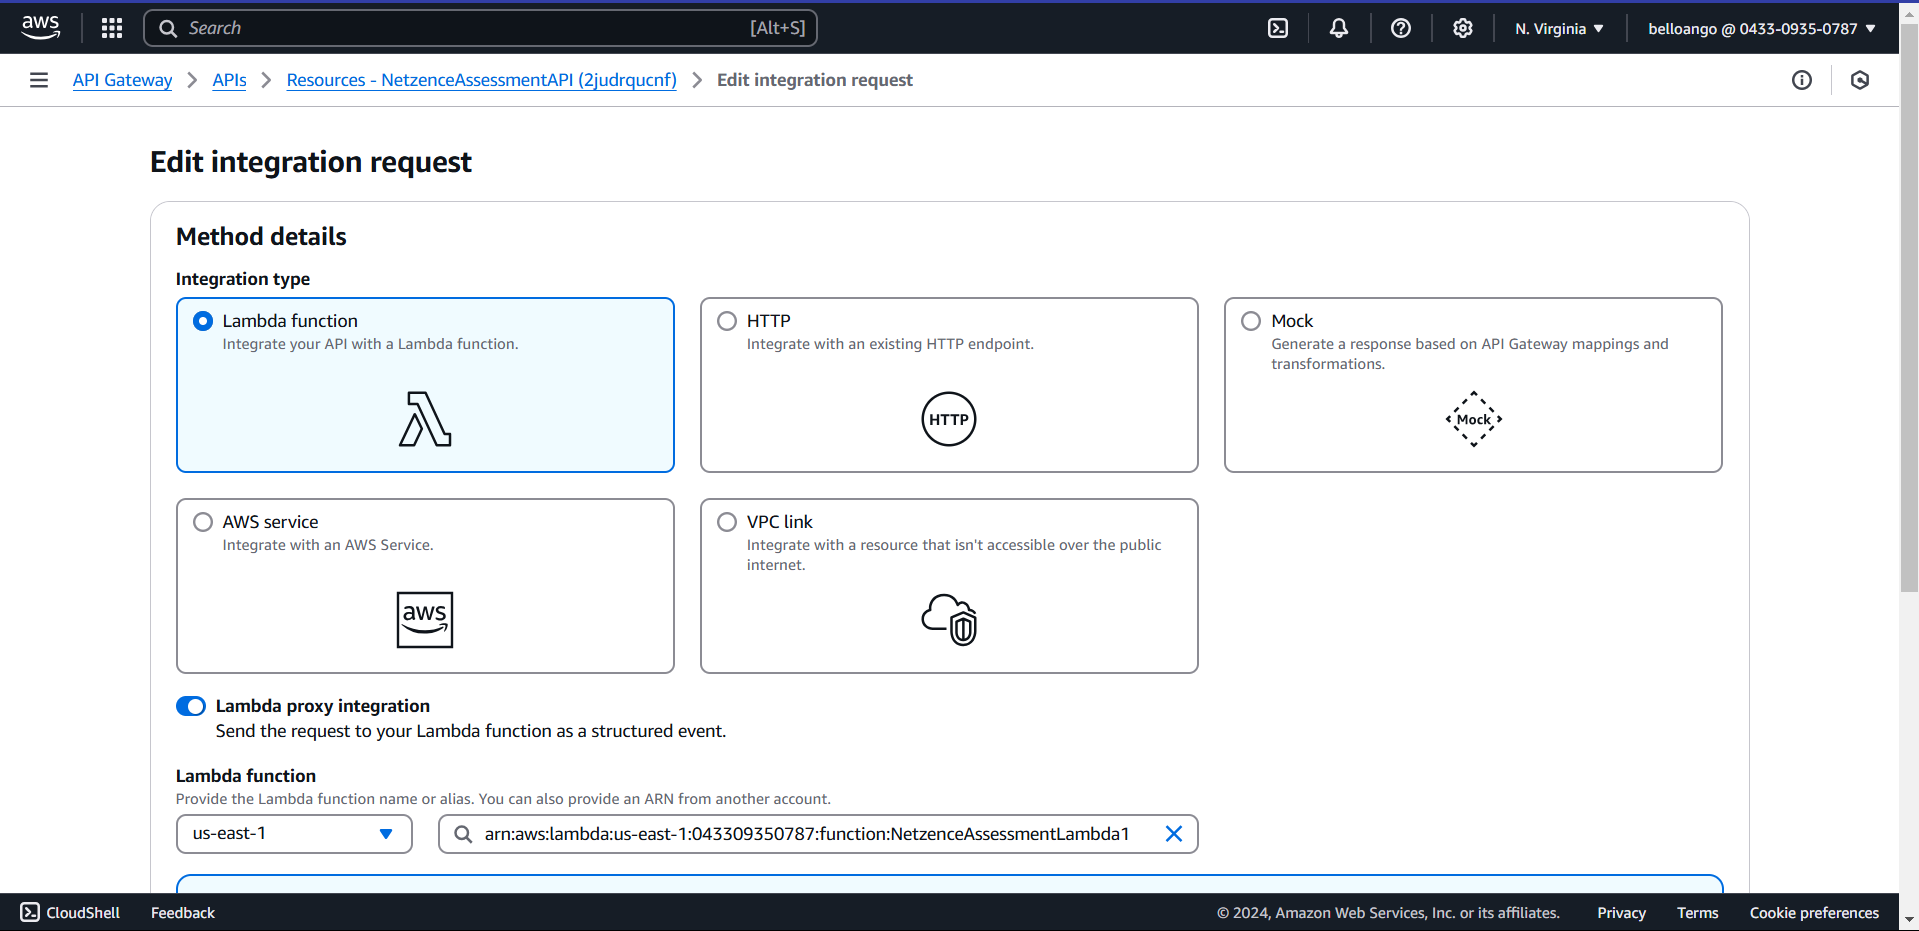 aws
Search [Alt+S]
N. Virginia
belloango @ 0433-0935-0787
API Gateway
APIs
Resources - NetzenceAssessmentAPI (2judrqucnf)
Edit integration request
Edit integration request
Method details
Integration type
Lambda function
Integrate your API with a Lambda function.
HTTP
Integrate with an existing HTTP endpoint.
HTTP
Mock
Generate a response based on API Gateway mappings and
transformations.
Mock
AWS service
Integrate with an AWS Service.
aws
VPC link
Integrate with a resource that isn't accessible over the public
internet.
Lambda proxy integration
Send the request to your Lambda function as a structured event.
Lambda function
Provide the Lambda function name or alias. You can also provide an ARN from another account.
us-east-1
arn:aws:lambda:us-east-1:043309350787:function:NetzenceAssessmentLambda1
CloudShell
Feedback
© 2024, Amazon Web Services, Inc. or its affiliates.
Privacy
Terms
Cookie preferences